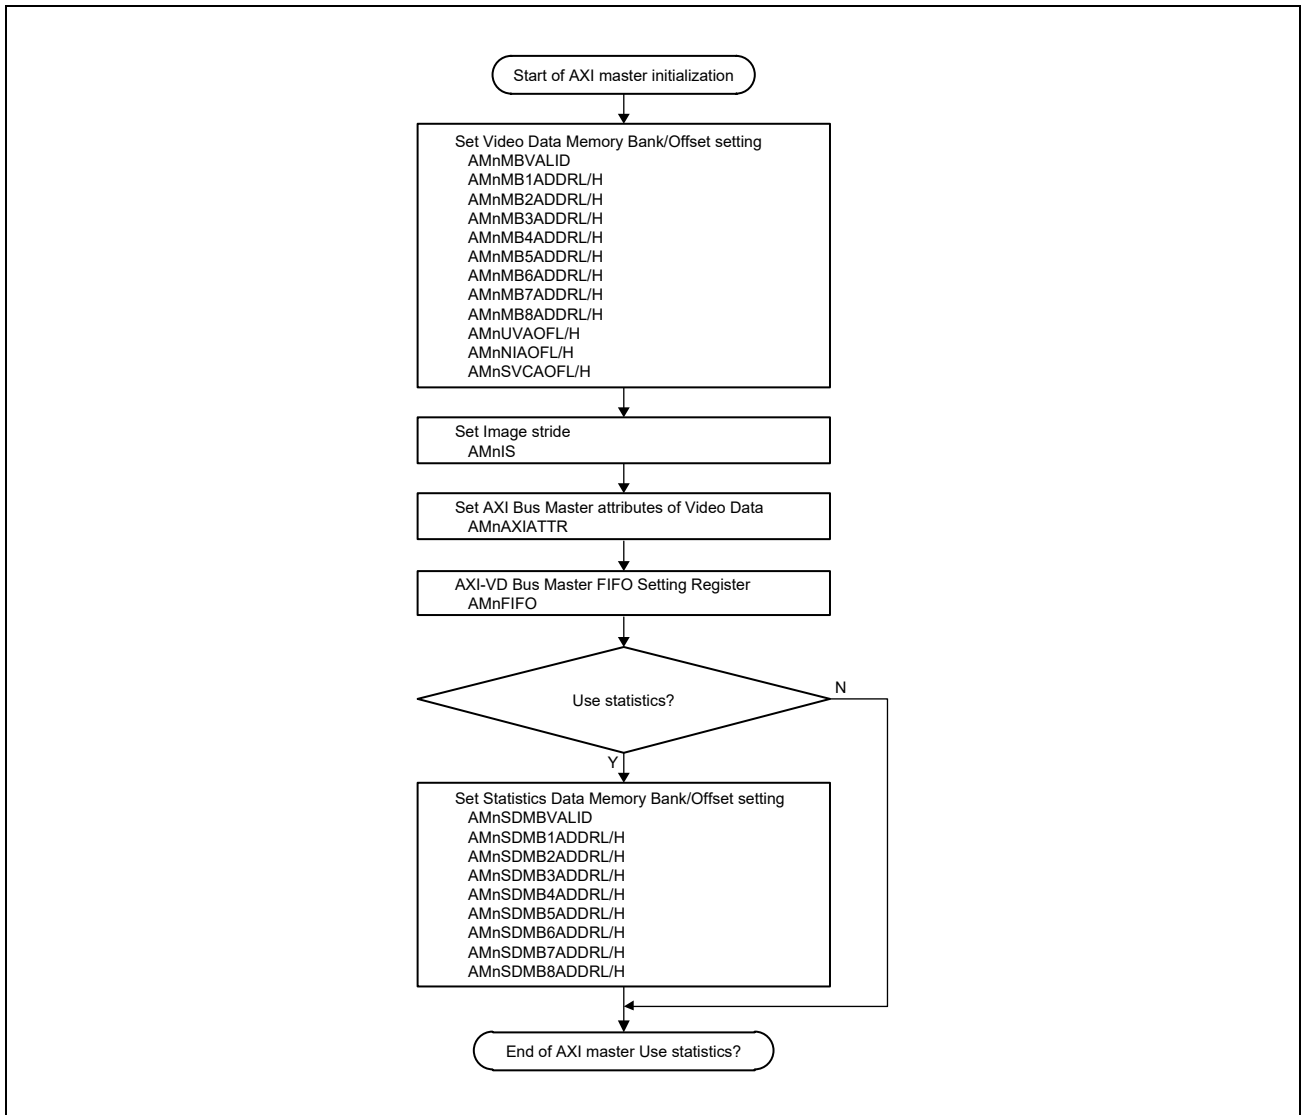 Start of AXI master initialization
Set Video Data Memory Bank/Offset setting
AMnMBVALID
AMnMB1ADDRL/H
AMnMB2ADDRL/H
AMnMB3ADDRL/H
AMnMB4ADDRL/H
AMnMB5ADDRL/H
AMnMB6ADDRL/H
AMnMB7ADDRL/H
AMnMB8ADDRL/H
AMnUVAOFL/H
AMnNIAOFL/H
AMnSVCAOFL/H
Set Image stride
AMnIS
Set AXI Bus Master attributes of Video Data
AMnAXIATTR
AXI-VD Bus Master FIFO Setting Register
AMnFIFO
Use statistics?
N
Y
Set Statistics Data Memory Bank/Offset setting
AMnSDMBVALID
AMnSDMB1ADDRL/H
AMnSDMB2ADDRL/H
AMnSDMB3ADDRL/H
AMnSDMB4ADDRL/H
AMnSDMB5ADDRL/H
AMnSDMB6ADDRL/H
AMnSDMB7ADDRL/H
AMnSDMB8ADDRL/H
End of AXI master Use statistics?